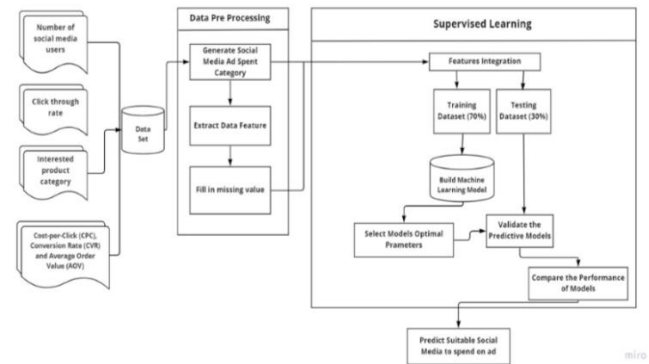 Number of
social media
users
Click through
rate
Interested
product
category
Cost-per-Click (CPC),
Conversion Rate (CVR)
and Average Order
Value (AOV)
Data
Set
Data Pre Processing
Generate Social
Media Ad Spent
Category
Extract Data Feature
Fill in missing value
Supervised Learning
Features Integration
Training
Dataset (70%)
Testing
Dataset (30%)
Build Machine
Learning Model
Select Models Optimal
Prameters
Validate the
Predictive Models
Compare the Performance
of Models
Predict Suitable Social
Media to spend on ad
miro